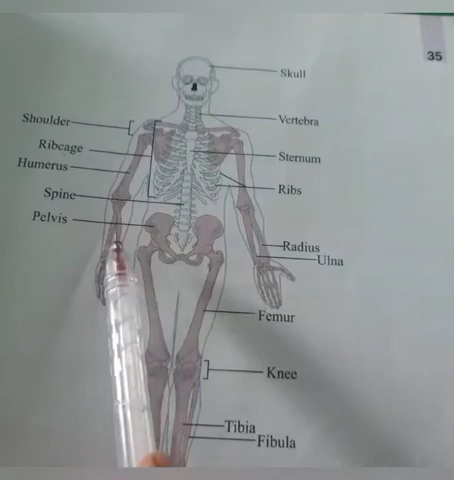 35
Skull
Shoulder
Vertebra
Ribcage
Sternum
Humerus
Ribs
Spine
Pelvis
Radius
Ulna
Femur
Knee
Tibia
Fibula